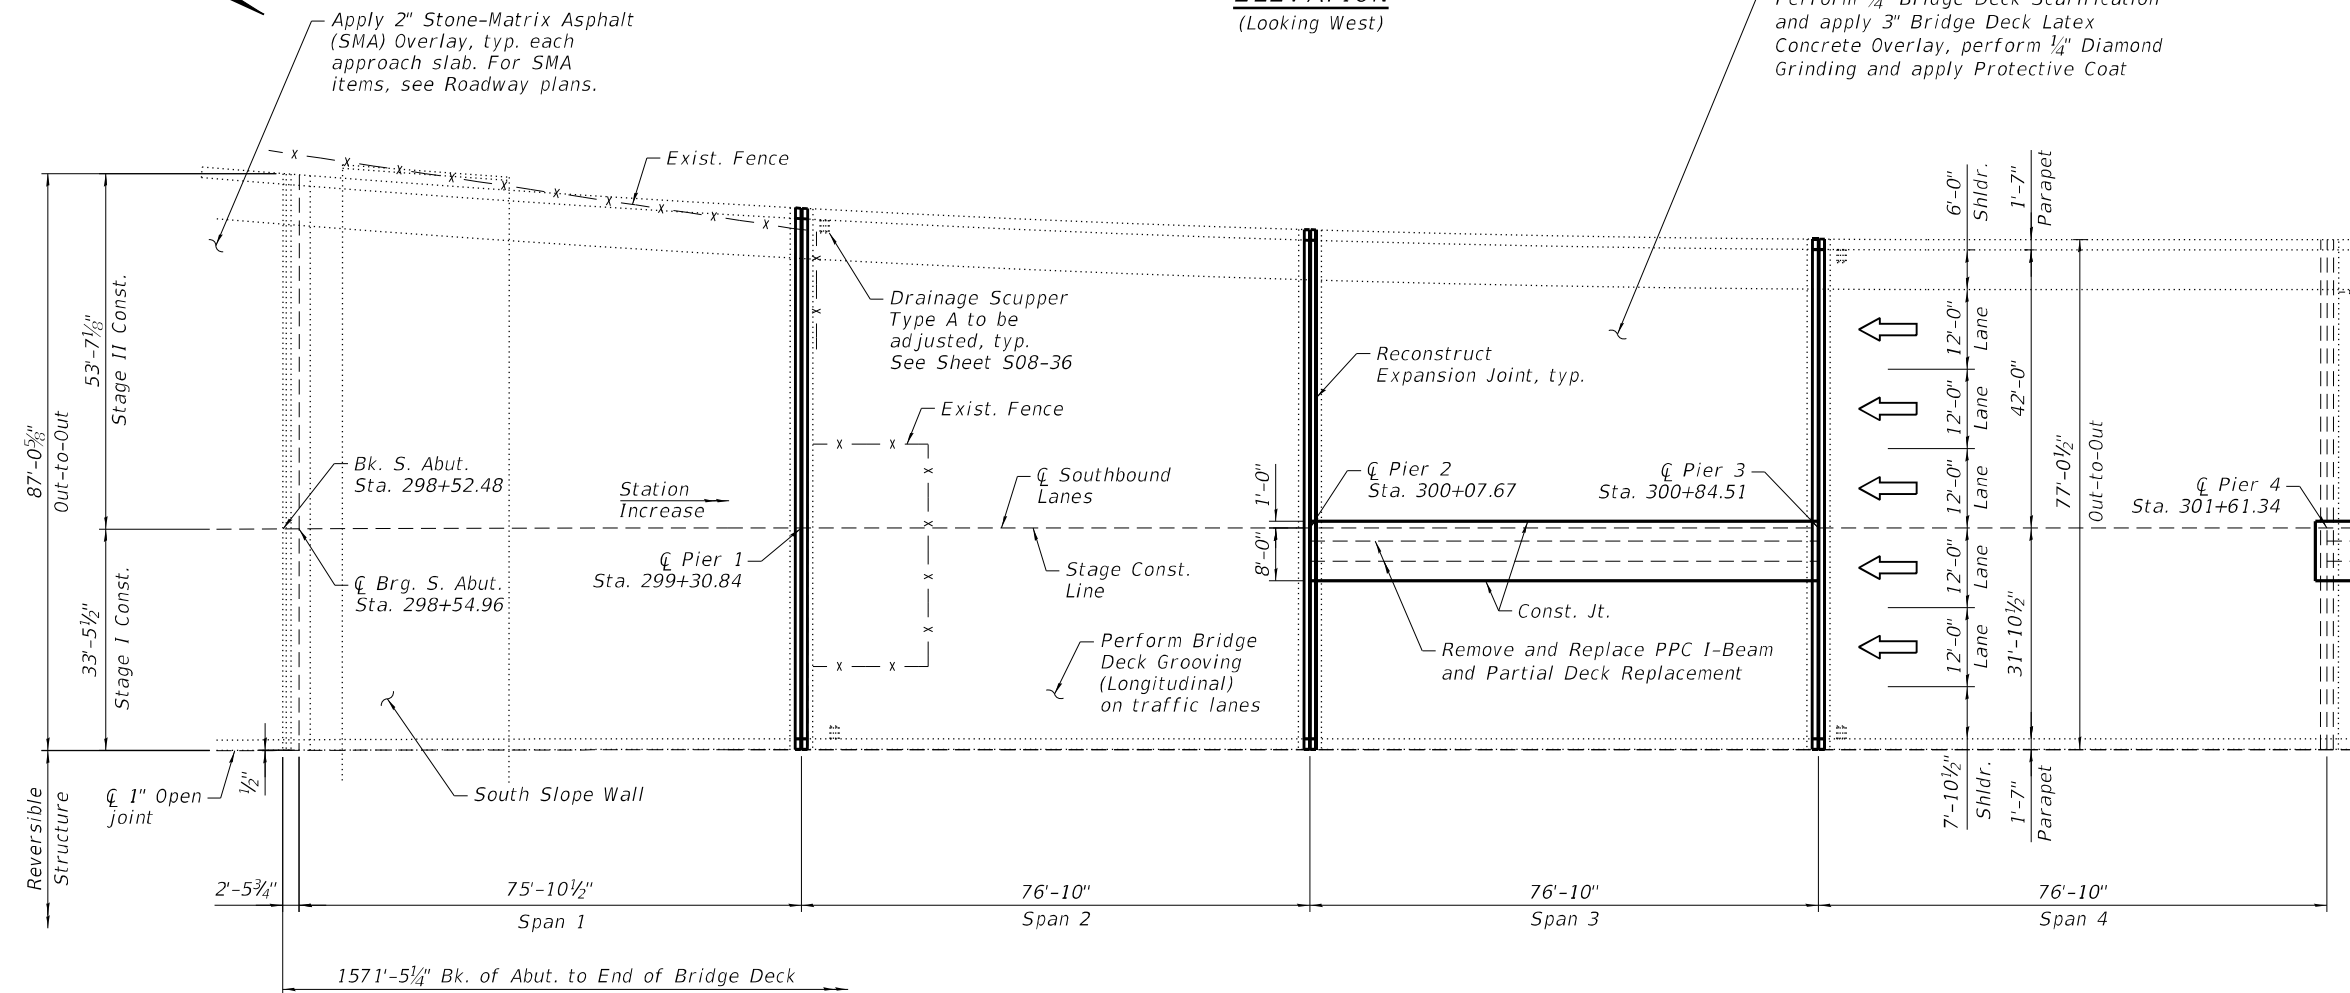 (Looking West)
Apply 2" Stone-Matrix Asphalt
(SMA) Overlay, typ. each
approach slab. For SMA
items, see Roadway plans.
and apply 3" Bridge Deck Latex
Concrete Overlay, perform ¼" Diamond
Grinding and apply Protective Coat
Exist. Fence
Drainage Scupper
Type A to be
adjusted, typ.
See Sheet S08-36
Exist. Fence
Reconstruct
Expansion Joint, typ.
87'-0⅝"
Out-to-Out
53'-7⅛"
Stage II Const.
33'-5½"
Stage I Const.
Bk. S. Abut.
Sta. 298+52.48
℄ Brg. S. Abut.
Sta. 298+54.96
Station
Increase
℄ Pier 1
Sta. 299+30.84
℄ Southbound
Lanes
Stage Const.
Line
Perform Bridge
Deck Grooving
(Longitudinal)
on traffic lanes
1'-0"
8'-0"
℄ Pier 2
Sta. 300+07.67
℄ Pier 3
Sta. 300+84.51
Const. Jt.
Remove and Replace PPC I-Beam
and Partial Deck Replacement
6'-0"
Shldr.
1'-7"
Parapet
12'-0"
Lane
12'-0"
Lane
12'-0"
Lane
12'-0"
Lane
12'-0"
Lane
42'-0"
31'-10½"
77'-0½"
Out-to-Out
7'-10½"
Shldr.
1'-7"
Parapet
℄ Pier 4
Sta. 301+61.34
℄ 1" Open
joint
½"
South Slope Wall
Reversible
Structure
2'-5¾"
75'-10½"
Span 1
76'-10"
Span 2
76'-10"
Span 3
76'-10"
Span 4
1571'-5¼" Bk. of Abut. to End of Bridge Deck